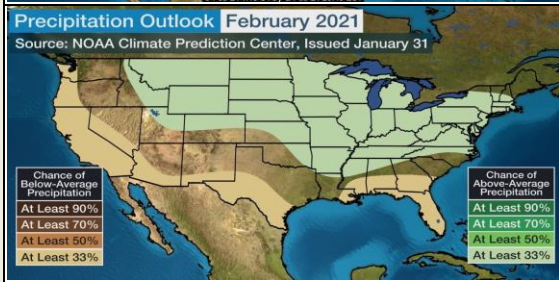 Precipitation Outlook February 2021
Source: NOAA Climate Prediction Center, Issued January 31
Chance of
Below-Average
Precipitation
At Least 90%
At Least 70%
At Least 50%
At Least 33%
Chance of
Above-Average
Precipitation
At Least 90%
At Least 70%
At Least 50%
At Least 33%